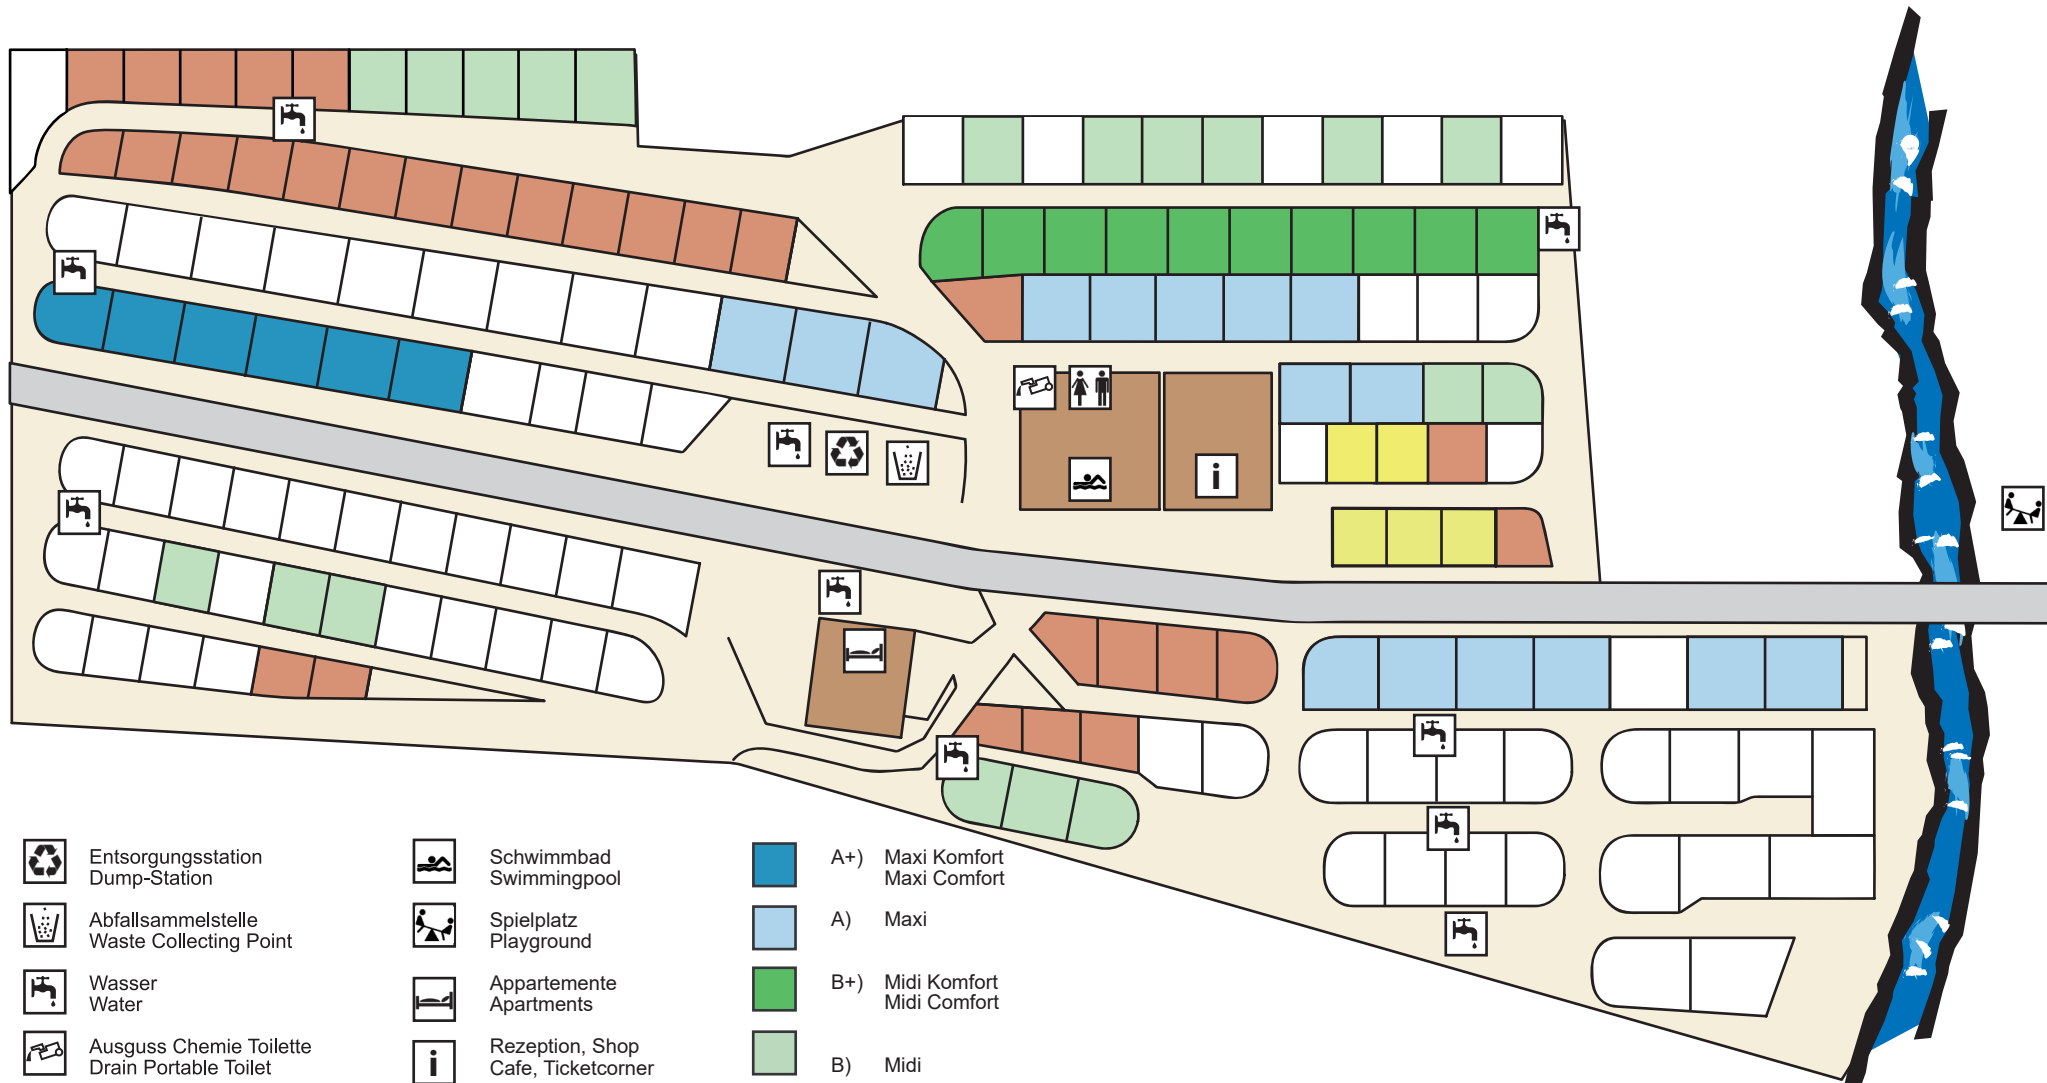 i
Entsorgungsstation
Dump-Station
Abfallsammelstelle
Waste Collecting Point
Wasser
Water
Ausguss Chemie Toilette
Drain Portable Toilet
Schwimmbad
Swimmingpool
Spielplatz
Playground
Appartemente
Apartments
i
Rezeption, Shop
Cafe, Ticketcorner
A+) Maxi Komfort
Maxi Comfort
A) Maxi
B+) Midi Komfort
Midi Comfort
B) Midi